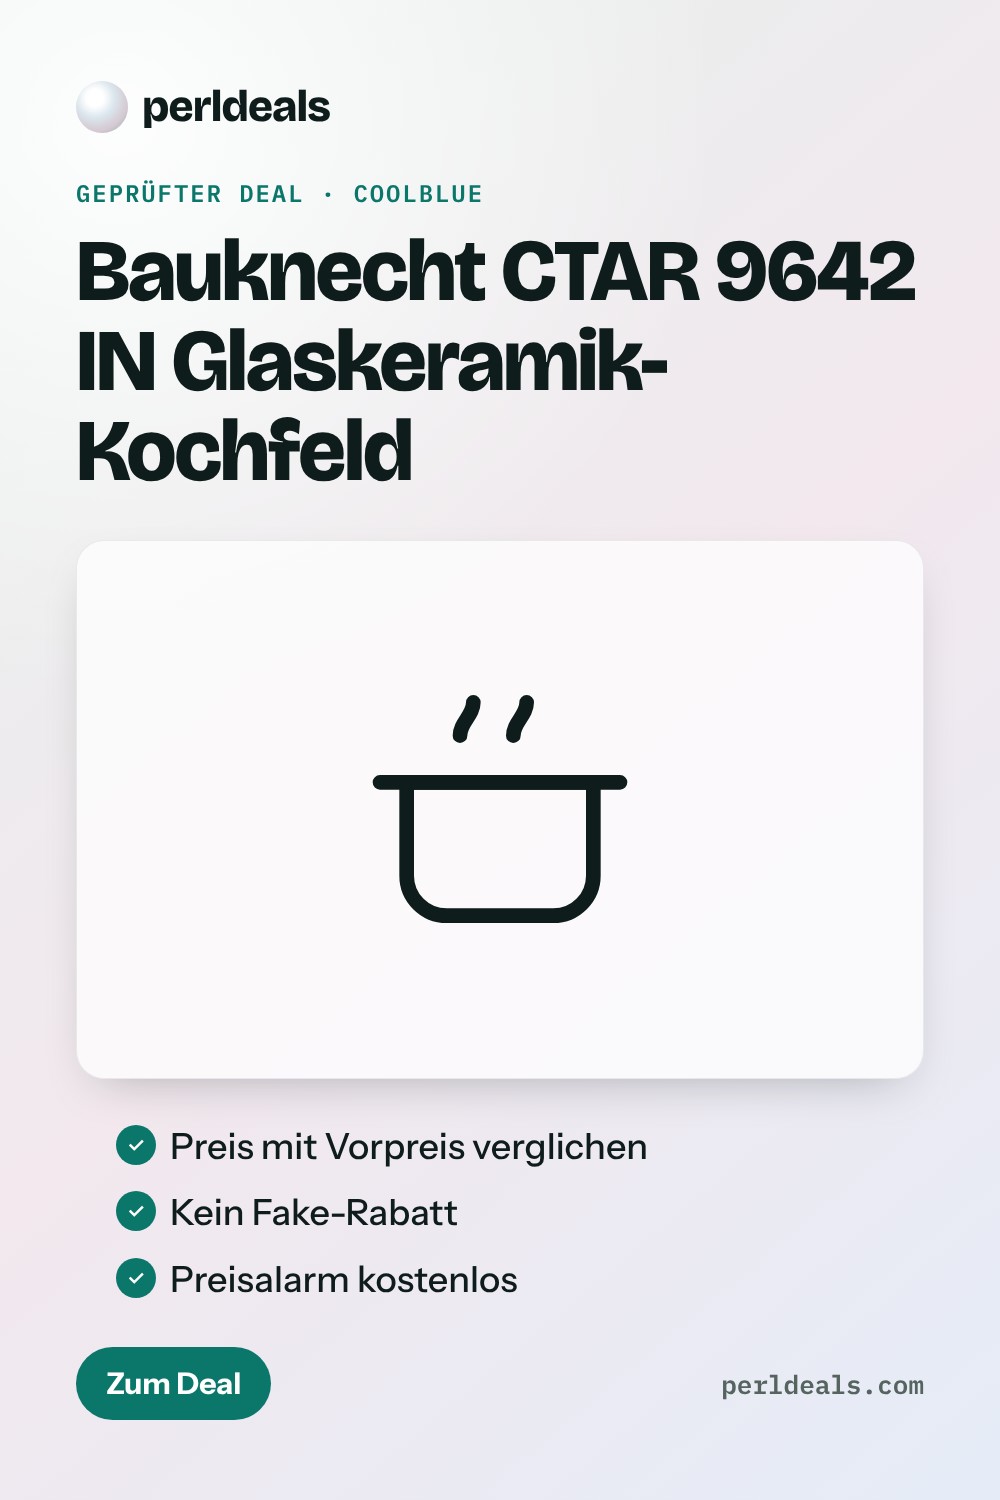 perldeals
GEPRÜFTER DEAL · COOLBLUE
Bauknecht CTAR 9642
IN Glaskeramik-
Kochfeld
Preis mit Vorpreis verglichen
Kein Fake-Rabatt
Preisalarm kostenlos
Zum Deal
perldeals.com